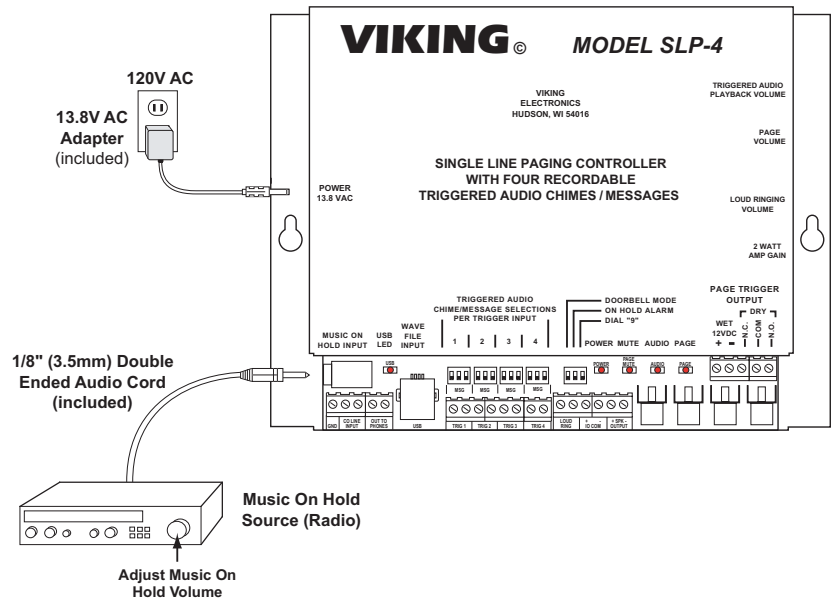 VIKING © MODEL SLP-4
120V AC
13.8V AC
Adapter
(included)
VIKING
ELECTRONICS
HUDSON, WI 54016
TRIGGERED AUDIO
PLAYBACK VOLUME
PAGE
VOLUME
SINGLE LINE PAGING CONTROLLER
WITH FOUR RECORDABLE
TRIGGERED AUDIO CHIMES / MESSAGES
POWER
13.8 VAC
LOUD RINGING
VOLUME
2 WATT
AMP GAIN
PAGE TRIGGER
OUTPUT
DRY
WET
12VDC
+ -
N.C.
COM
N.O.
TRIGGERED AUDIO
CHIME/MESSAGE SELECTIONS
PER TRIGGER INPUT
1 2 3 4
DOORBELL MODE
ON HOLD ALARM
DIAL "9"
POWER MUTE AUDIO PAGE
MUSIC ON
HOLD INPUT
USB
LED
WAVE
FILE
INPUT
USB
POWER
PAGE
MUTE
AUDIO
PAGE
MSG MSG MSG MSG
GND
CO LINE
INPUT
OUT TO
PHONES
USB
TRIG 1 TRIG 2 TRIG 3 TRIG 4
LOUD
RING
+ -
IO COM
+ SPK -
OUTPUT
1/8" (3.5mm) Double
Ended Audio Cord
(included)
Music On Hold
Source (Radio)
Adjust Music On
Hold Volume